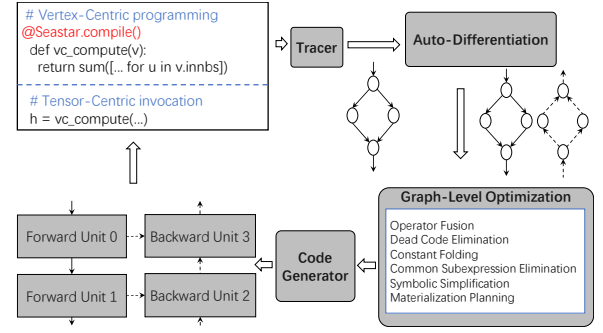 # Vertex-Centric programming
@Seastar.compile()
def vc_compute(v):
return sum([... for u in v.innbs])
# Tensor-Centric invocation
h = vc_compute(...)
Tracer
Auto-Differentiation
Graph-Level Optimization
Operator Fusion
Dead Code Elimination
Constant Folding
Common Subexpression Elimination
Symbolic Simplification
Materialization Planning
Code
Generator
Forward Unit 0
Backward Unit 3
Forward Unit 1
Backward Unit 2